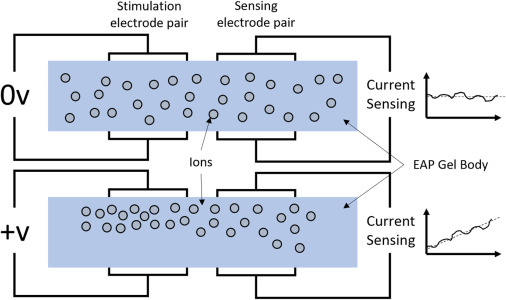 Stimulation
electrode pair
Sensing
electrode pair
0v
Current
Sensing
Ions
EAP Gel Body
+v
Current
Sensing